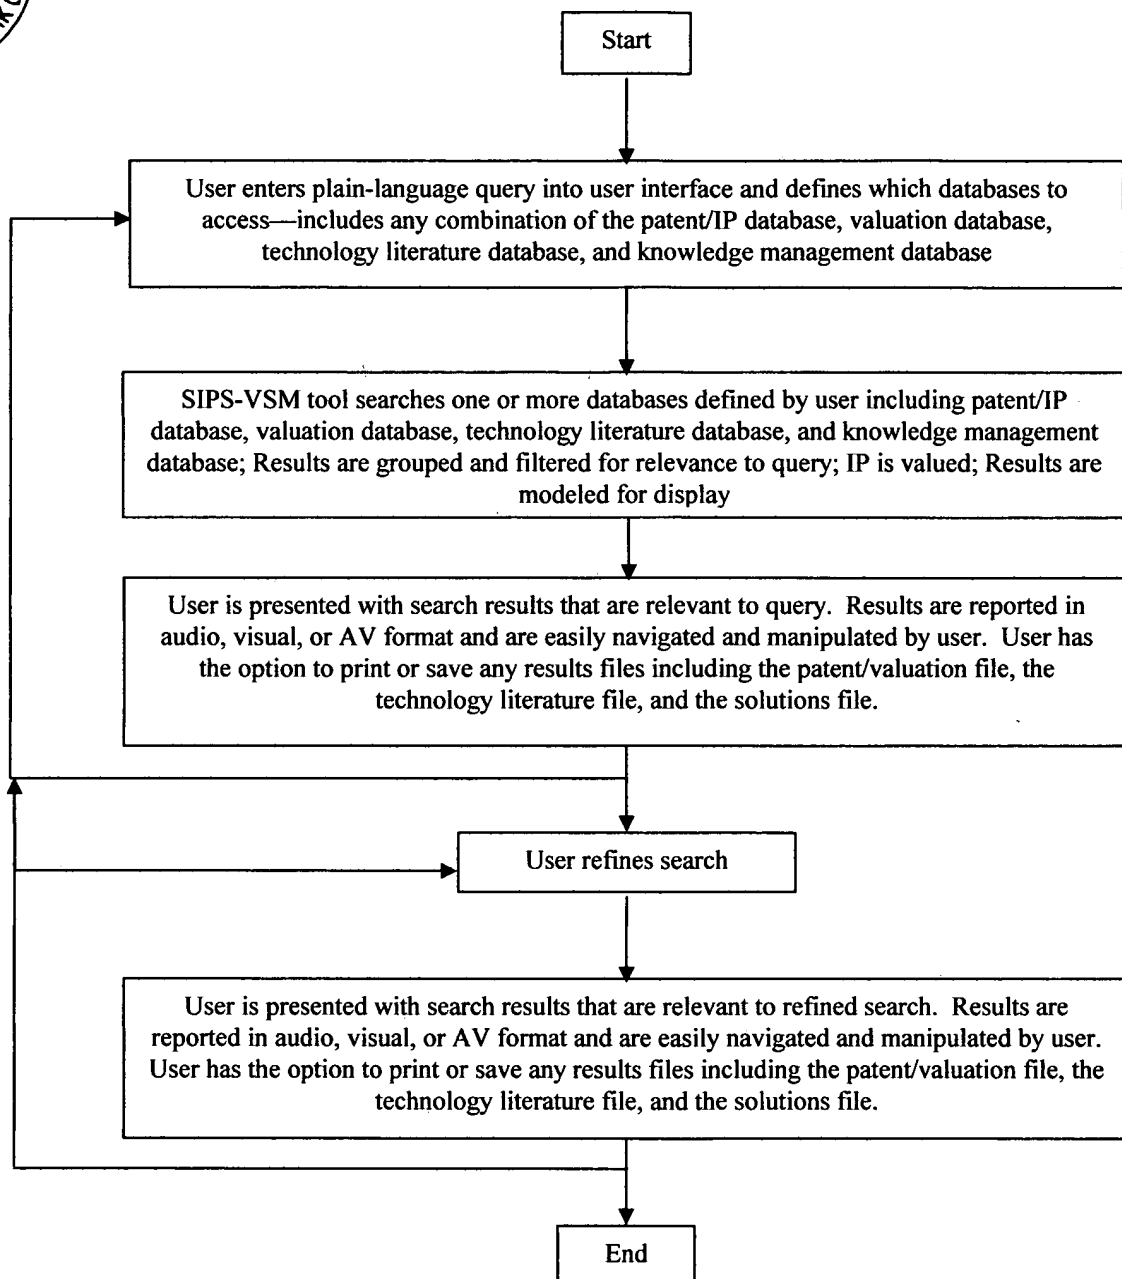 Start
User enters plain-language query into user interface and defines which databases to
access—includes any combination of the patent/IP database, valuation database,
technology literature database, and knowledge management database
SIPS-VSM tool searches one or more databases defined by user including patent/IP
database, valuation database, technology literature database, and knowledge management
database; Results are grouped and filtered for relevance to query; IP is valued; Results are
modeled for display
User is presented with search results that are relevant to query. Results are reported in
audio, visual, or AV format and are easily navigated and manipulated by user. User has
the option to print or save any results files including the patent/valuation file, the
technology literature file, and the solutions file.
User refines search
User is presented with search results that are relevant to refined search. Results are
reported in audio, visual, or AV format and are easily navigated and manipulated by user.
User has the option to print or save any results files including the patent/valuation file, the
technology literature file, and the solutions file.
End